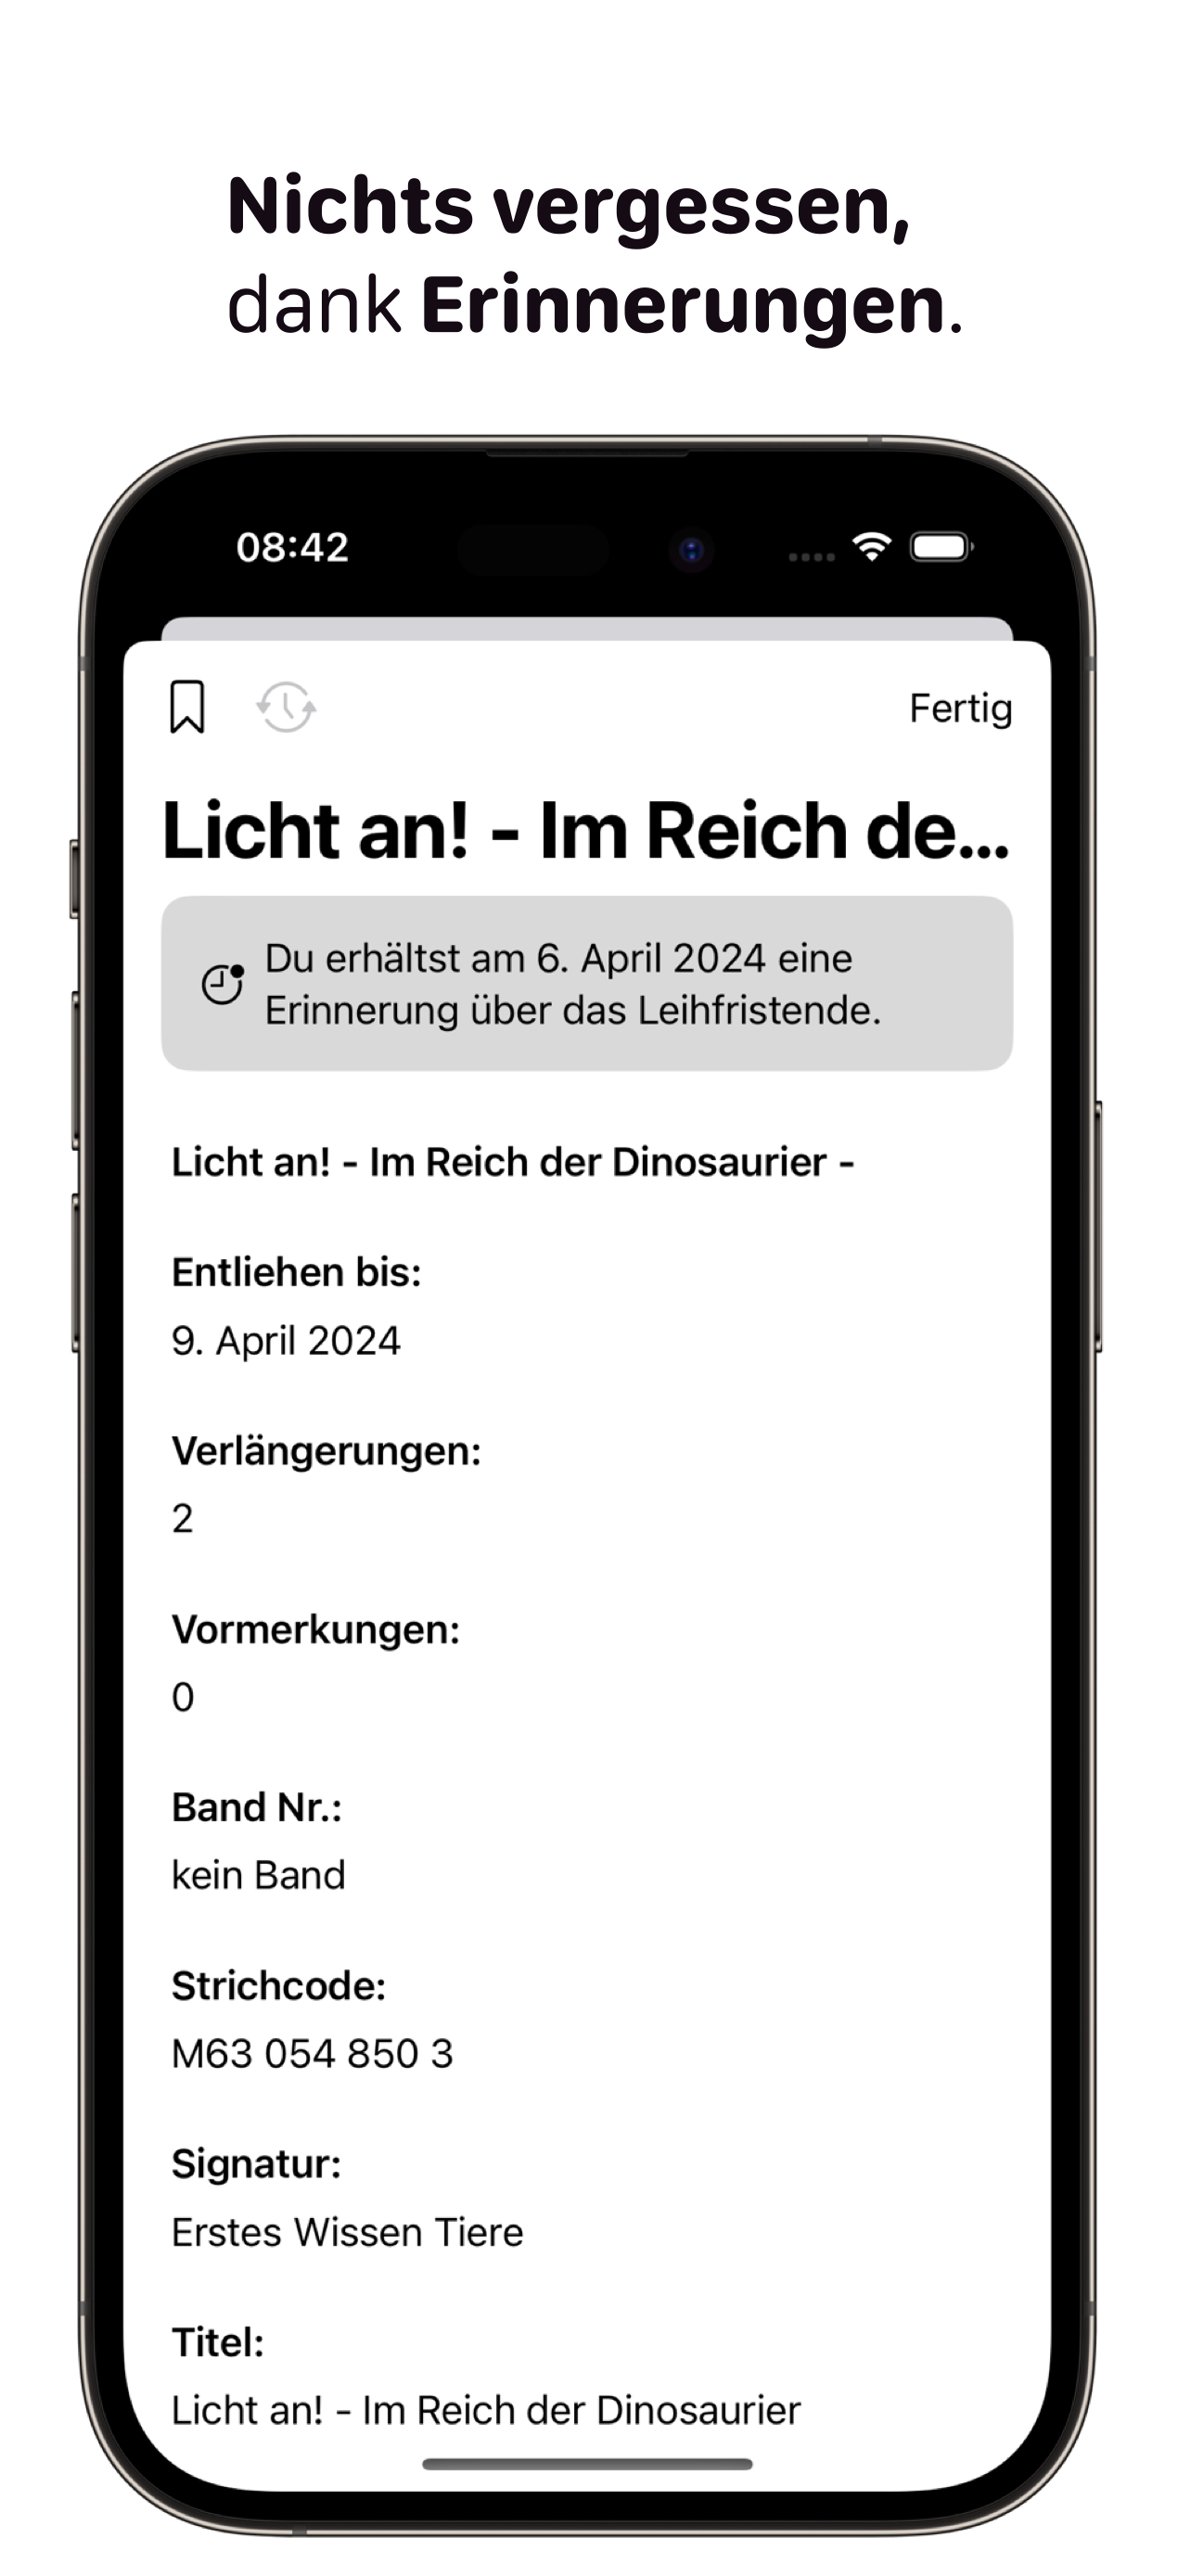 Nichts vergessen,
dank Erinnerungen.
08:42
Fertig
Licht an! - Im Reich de...
Du erhältst am 6. April 2024 eine
Erinnerung über das Leihfristende.
Licht an! - Im Reich der Dinosaurier -
Entliehen bis:
9. April 2024
Verlängerungen:
2
Vormerkungen:
0
Band Nr.:
kein Band
Strichcode:
M63 054 850 3
Signatur:
Erstes Wissen Tiere
Titel:
Licht an! - Im Reich der Dinosaurier